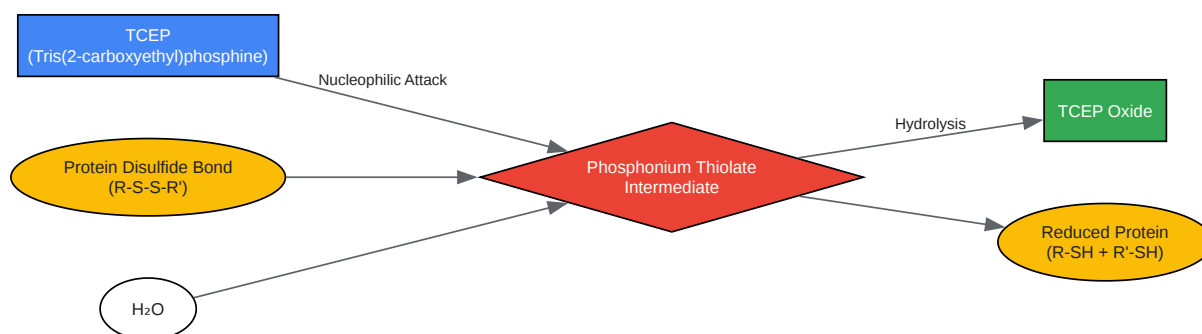 TCEP
(Tris(2-carboxyethyl)phosphine)
Nucleophilic Attack
Protein Disulfide Bond
(R-S-S-R')
H₂O
Phosphonium Thiolate
Intermediate
Hydrolysis
TCEP Oxide
Reduced Protein
(R-SH + R'-SH)